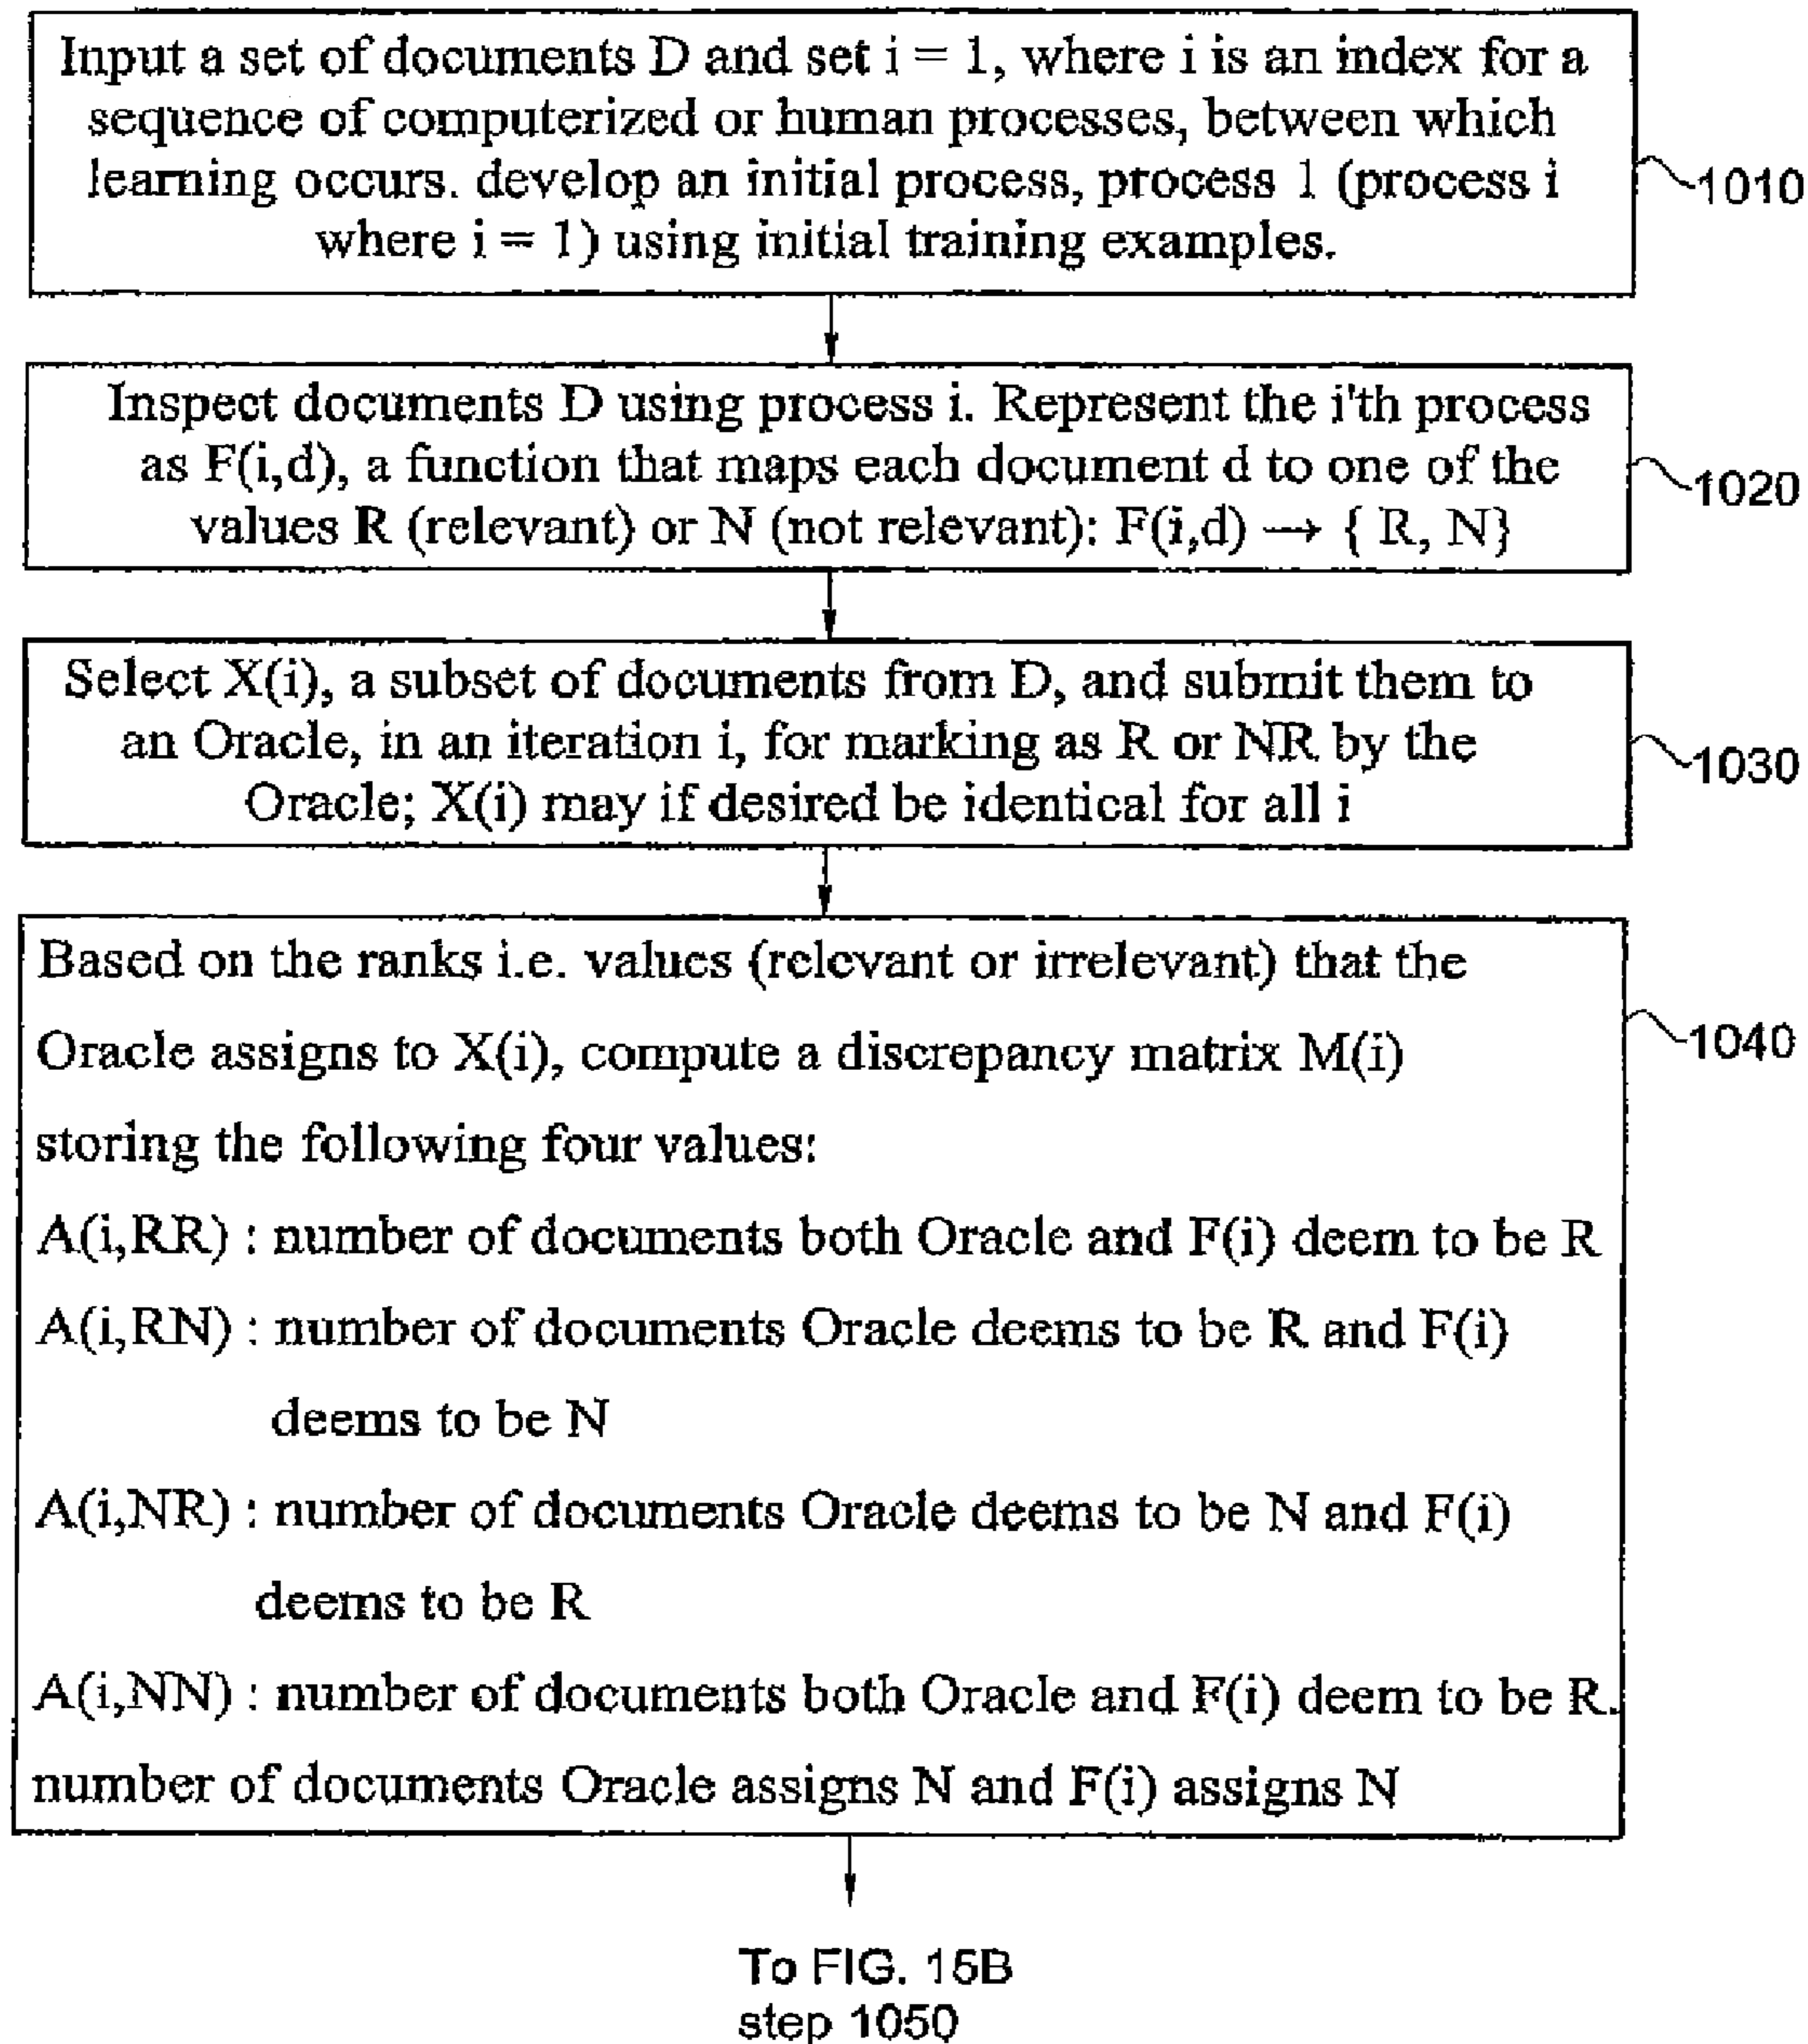 Input a set of documents D and set i = 1, where i is an index for a
sequence of computerized or human processes, between which
learning occurs. develop an initial process, process 1 (process i
where i = 1) using initial training examples.
1010
Inspect documents D using process i. Represent the i'th process
as F(i,d), a function that maps each document d to one of the
values R (relevant) or N (not relevant): F(i,d) → { R, N}
1020
Select X(i), a subset of documents from D, and submit them to
an Oracle, in an iteration i, for marking as R or NR by the
Oracle; X(i) may if desired be identical for all i
1030
Based on the ranks i.e. values (relevant or irrelevant) that the
Oracle assigns to X(i), compute a discrepancy matrix M(i)
storing the following four values:
A(i,RR) : number of documents both Oracle and F(i) deem to be R
A(i,RN) : number of documents Oracle deems to be R and F(i)
deems to be N
A(i,NR) : number of documents Oracle deems to be N and F(i)
deems to be R
A(i,NN) : number of documents both Oracle and F(i) deem to be R.
number of documents Oracle assigns N and F(i) assigns N
1040
To FIG. 15B
step 1050